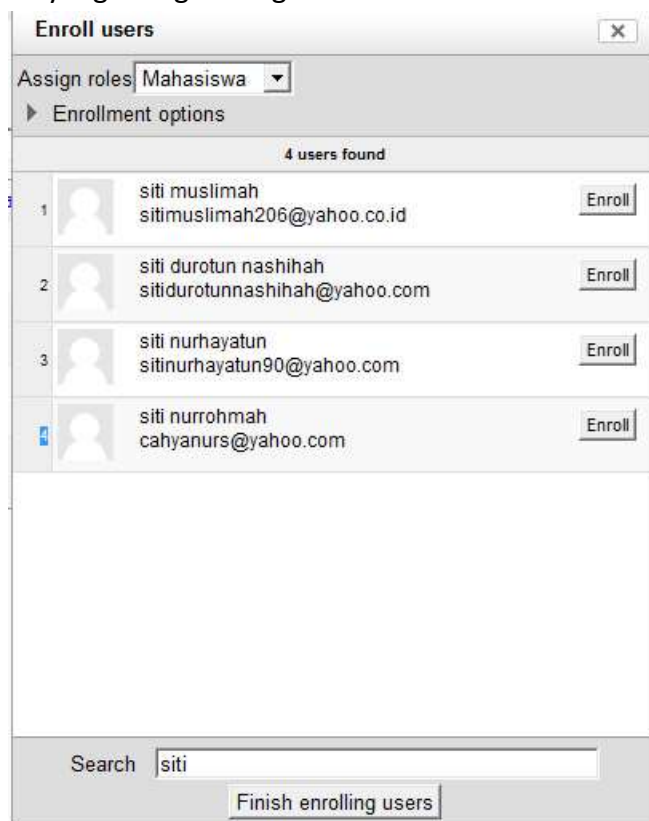 Enroll users
Assign roles Mahasiswa
Enrollment options
4 users found
1 siti muslimah Enroll
sitimuslimah206@yahoo.co.id
2 siti durotun nashihah Enroll
sitidurotunnashihah@yahoo.com
3 siti nurhayatun Enroll
sitinurhayatun90@yahoo.com
4 siti nurrohmah Enroll
cahyanurs@yahoo.com
Search siti
Finish enrolling users